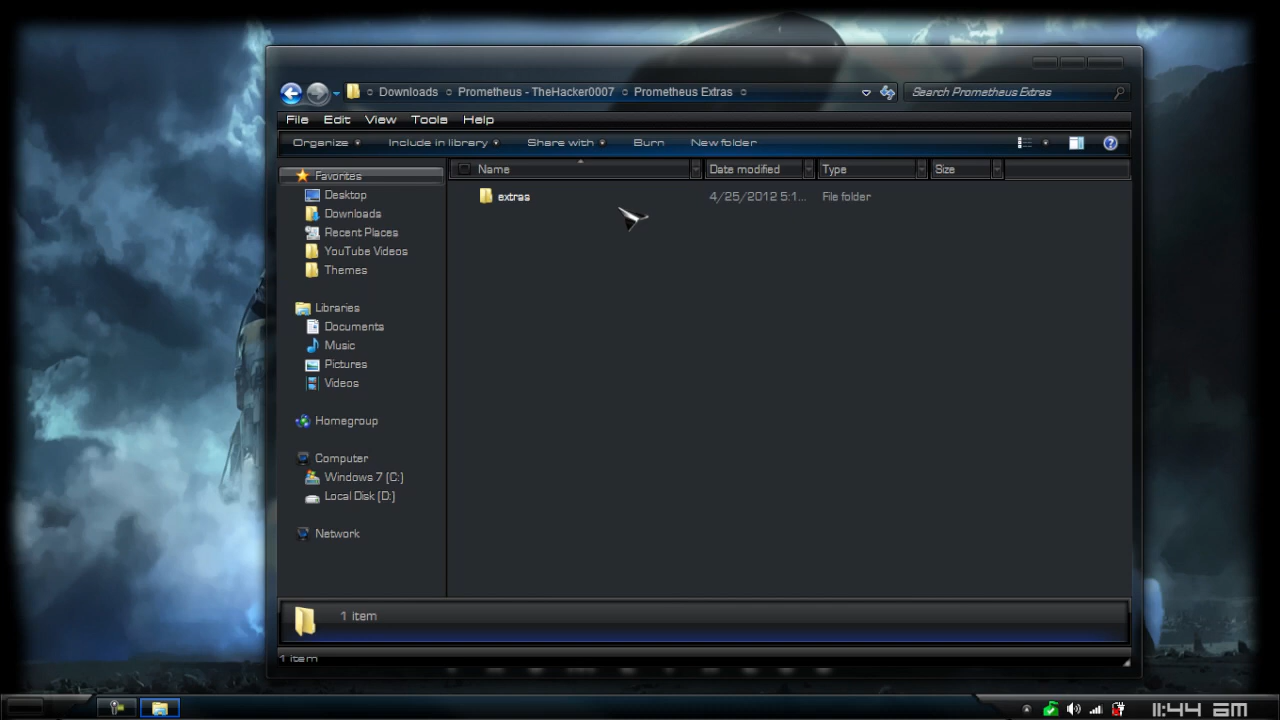 Downloads Prometheus - TheHacker0007 Prometheus Extras Search Prometheus Extras
File Edit View Tools Help
Organize Include in library Share with Burn New folder
Name Date modified Type Size
extras 4/25/2012 5:1... File folder
Favorites
Desktop
Downloads
Recent Places
YouTube Videos
Themes
Libraries
Documents
Music
Pictures
Videos
Homegroup
Computer
Windows 7 (C:)
Local Disk (D:)
Network
1 item
1 item
11:44 AM